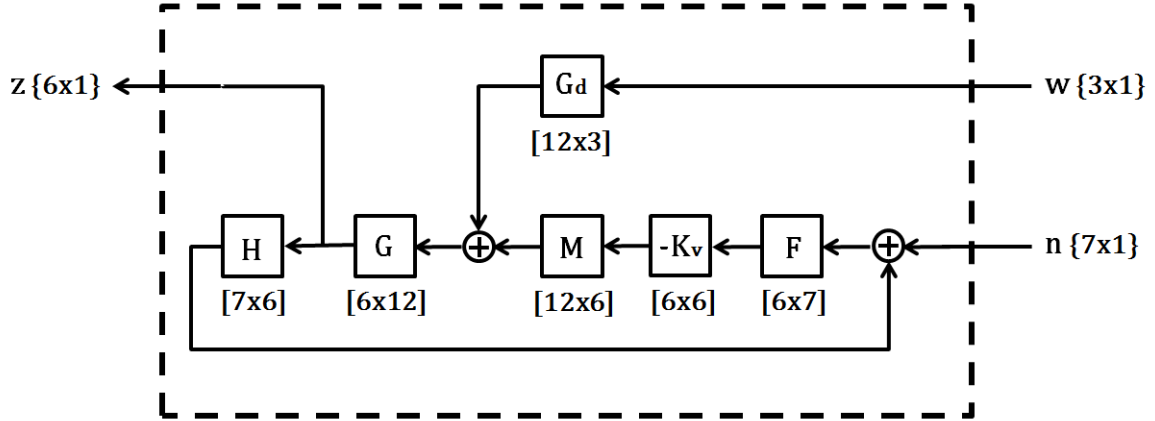 z {6x1}
Gd
w {3x1}
[12x3]
H
G
+
M
-Kv
F
+
n {7x1}
[7x6]
[6x12]
[12x6]
[6x6]
[6x7]